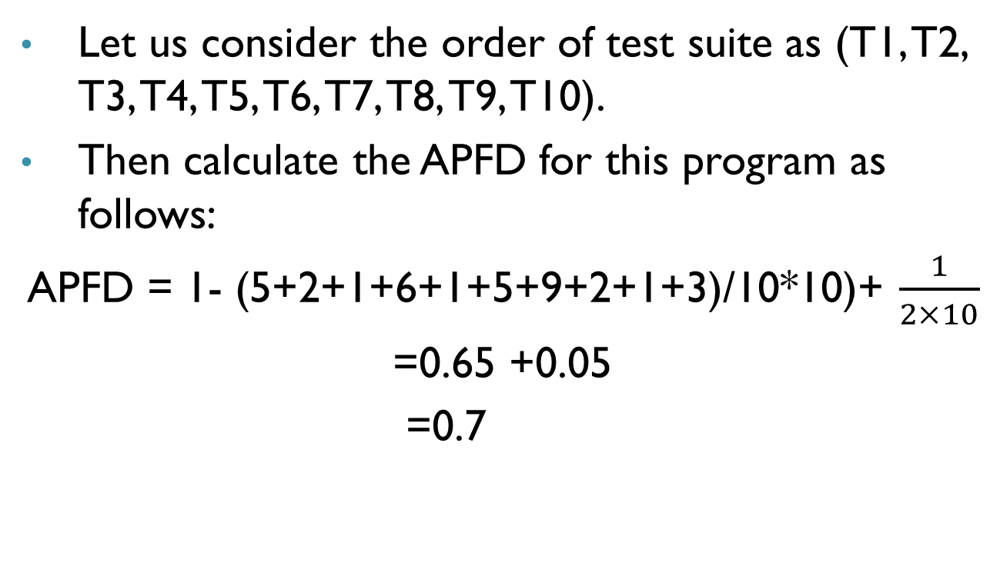 • Let us consider the order of test suite as (T1, T2,
T3, T4, T5, T6, T7, T8, T9, T10).
• Then calculate the APFD for this program as
follows:
APFD = 1- (5+2+1+6+1+5+9+2+1+3)/10*10)+ 1/2×10
=0.65 +0.05
=0.7